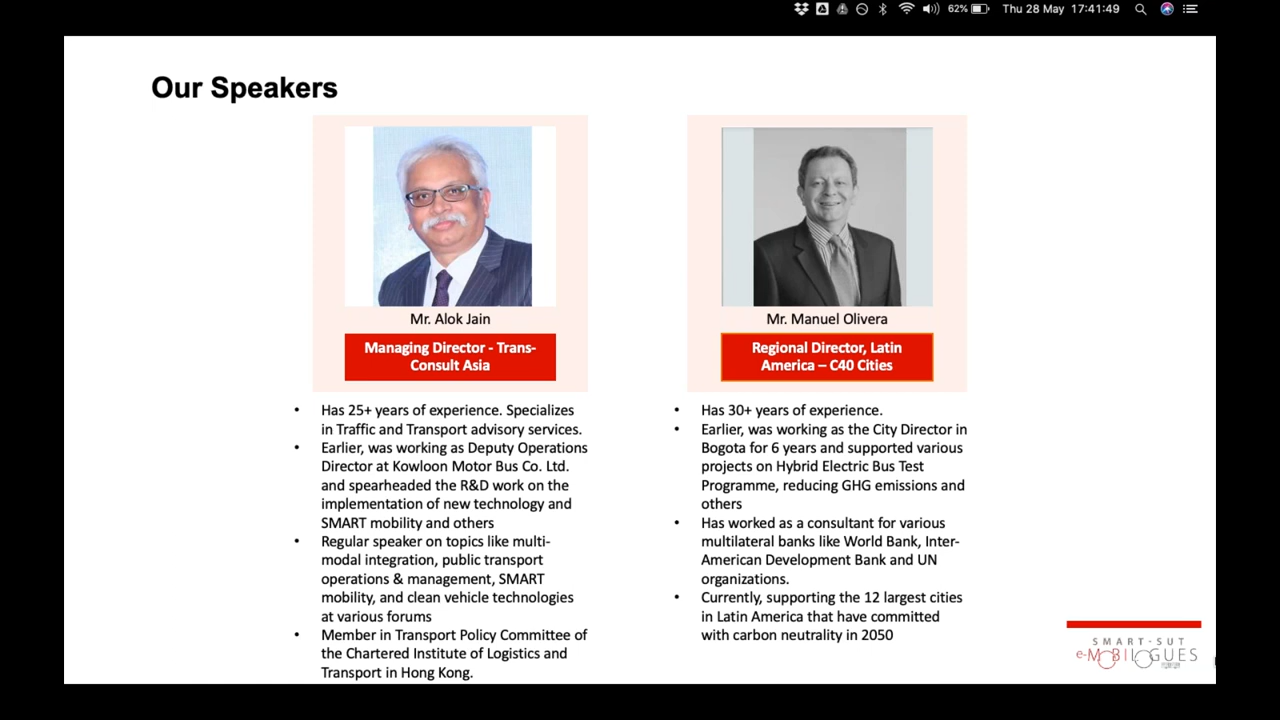 62%
Thu 28 May 17:41:49
Our Speakers
Mr. Alok Jain
Managing Director - Trans-
Consult Asia
• Has 25+ years of experience. Specializes
in Traffic and Transport advisory services.
• Earlier, was working as Deputy Operations
Director at Kowloon Motor Bus Co. Ltd.
and spearheaded the R&D work on the
implementation of new technology and
SMART mobility and others
• Regular speaker on topics like multi-
modal integration, public transport
operations & management, SMART
mobility, and clean vehicle technologies
at various forums
• Member in Transport Policy Committee of
the Chartered Institute of Logistics and
Transport in Hong Kong.
Mr. Manuel Olivera
Regional Director, Latin
America – C40 Cities
• Has 30+ years of experience.
• Earlier, was working as the City Director in
Bogota for 6 years and supported various
projects on Hybrid Electric Bus Test
Programme, reducing GHG emissions and
others
• Has worked as a consultant for various
multilateral banks like World Bank, Inter-
American Development Bank and UN
organizations.
• Currently, supporting the 12 largest cities
in Latin America that have committed
with carbon neutrality in 2050
SMART-SUT
e-MOBILOGUES